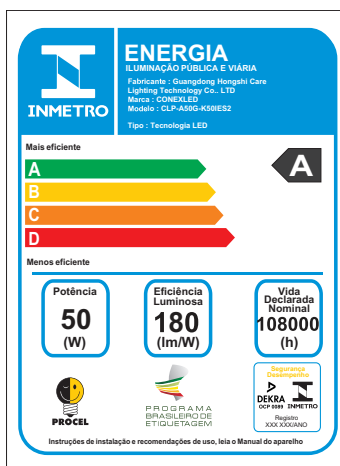 INMETRO
ENERGIA
ILUMINAÇÃO PÚBLICA E VIÁRIA
Fabricante : Guangdong Hongshi Care
Lighting Technology Co.. LTD
Marca : CONEXLED
Modelo : CLP-A50G-K50IES2
Tipo : Tecnologia LED
Mais eficiente
A
B
C
D
A
Menos eficiente
Potência
50
(W)
Eficiência
Luminosa
180
(lm/W)
Vida
Declarada
Nominal
108000
(h)
PROCEL
PROGRAMA
BRASILEIRO DE
ETIQUETAGEM
Segurança
Desempenho
DEKRA
OCP 0089
INMETRO
Registro
XXX XXX/ANO
Instruções de instalação e recomendações de uso, leia o Manual do aparelho